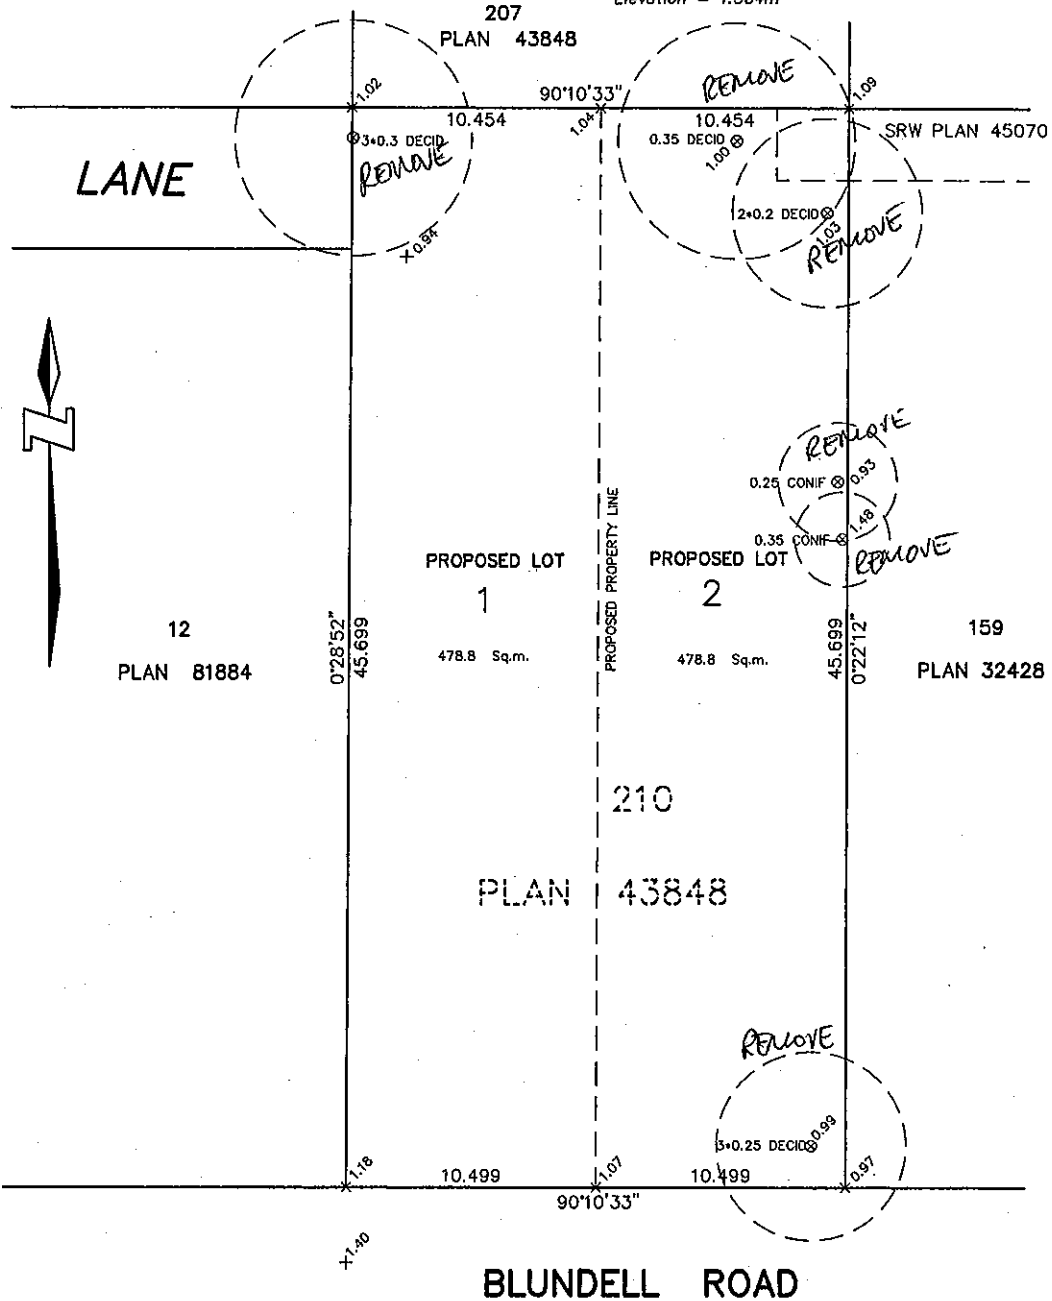 207
PLAN 43848
REMOVE
1.02
90°10'33"
1.09
10.454
1.04
10.454
3*0.3 DECID
REMOVE
0.35 DECID
1.00
SRW PLAN 45070
LANE
2*0.2 DECID
1.03
REMOVE
0.94
Z
REMOVE
0.25 CONIF
0.93
1.48
0.35 CONIF
REMOVE
PROPOSED PROPERTY LINE
PROPOSED LOT
1
478.8 Sq.m.
PROPOSED LOT
2
478.8 Sq.m.
12
PLAN 81884
0°28'52"
45.699
45.699
0°22'12"
159
PLAN 32428
210
PLAN 43848
REMOVE
3*0.25 DECID
0.99
1.18
10.499
1.07
10.499
0.97
90°10'33"
1.40
BLUNDELL ROAD